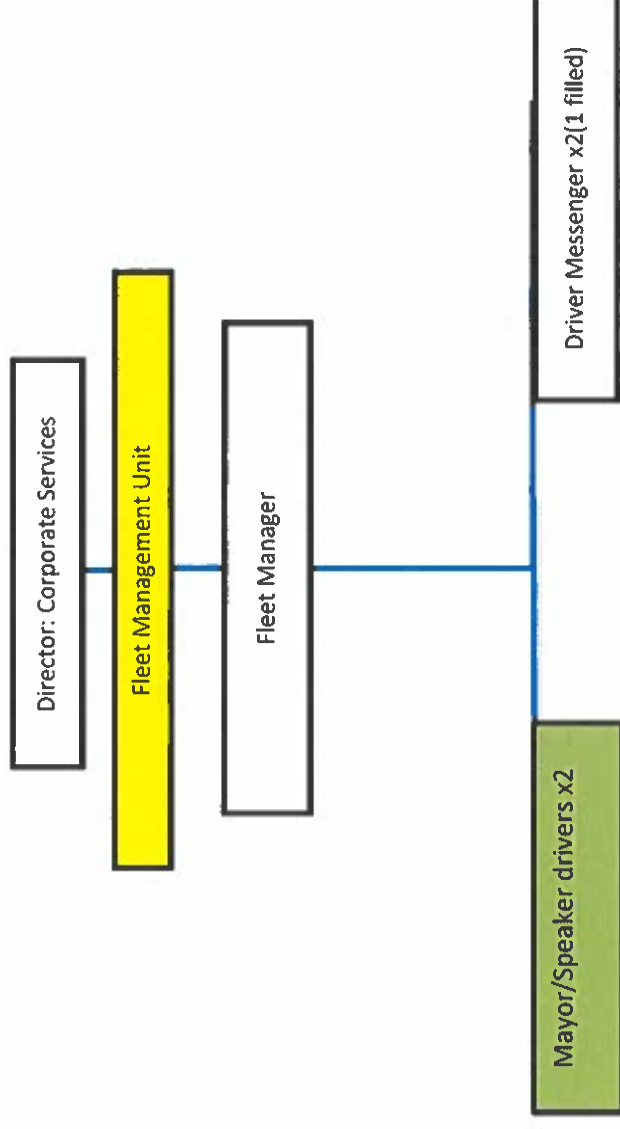 Director: Corporate Services
Fleet Management Unit
Fleet Manager
Mayor/Speaker drivers x2
Driver Messenger x2(1 filled)